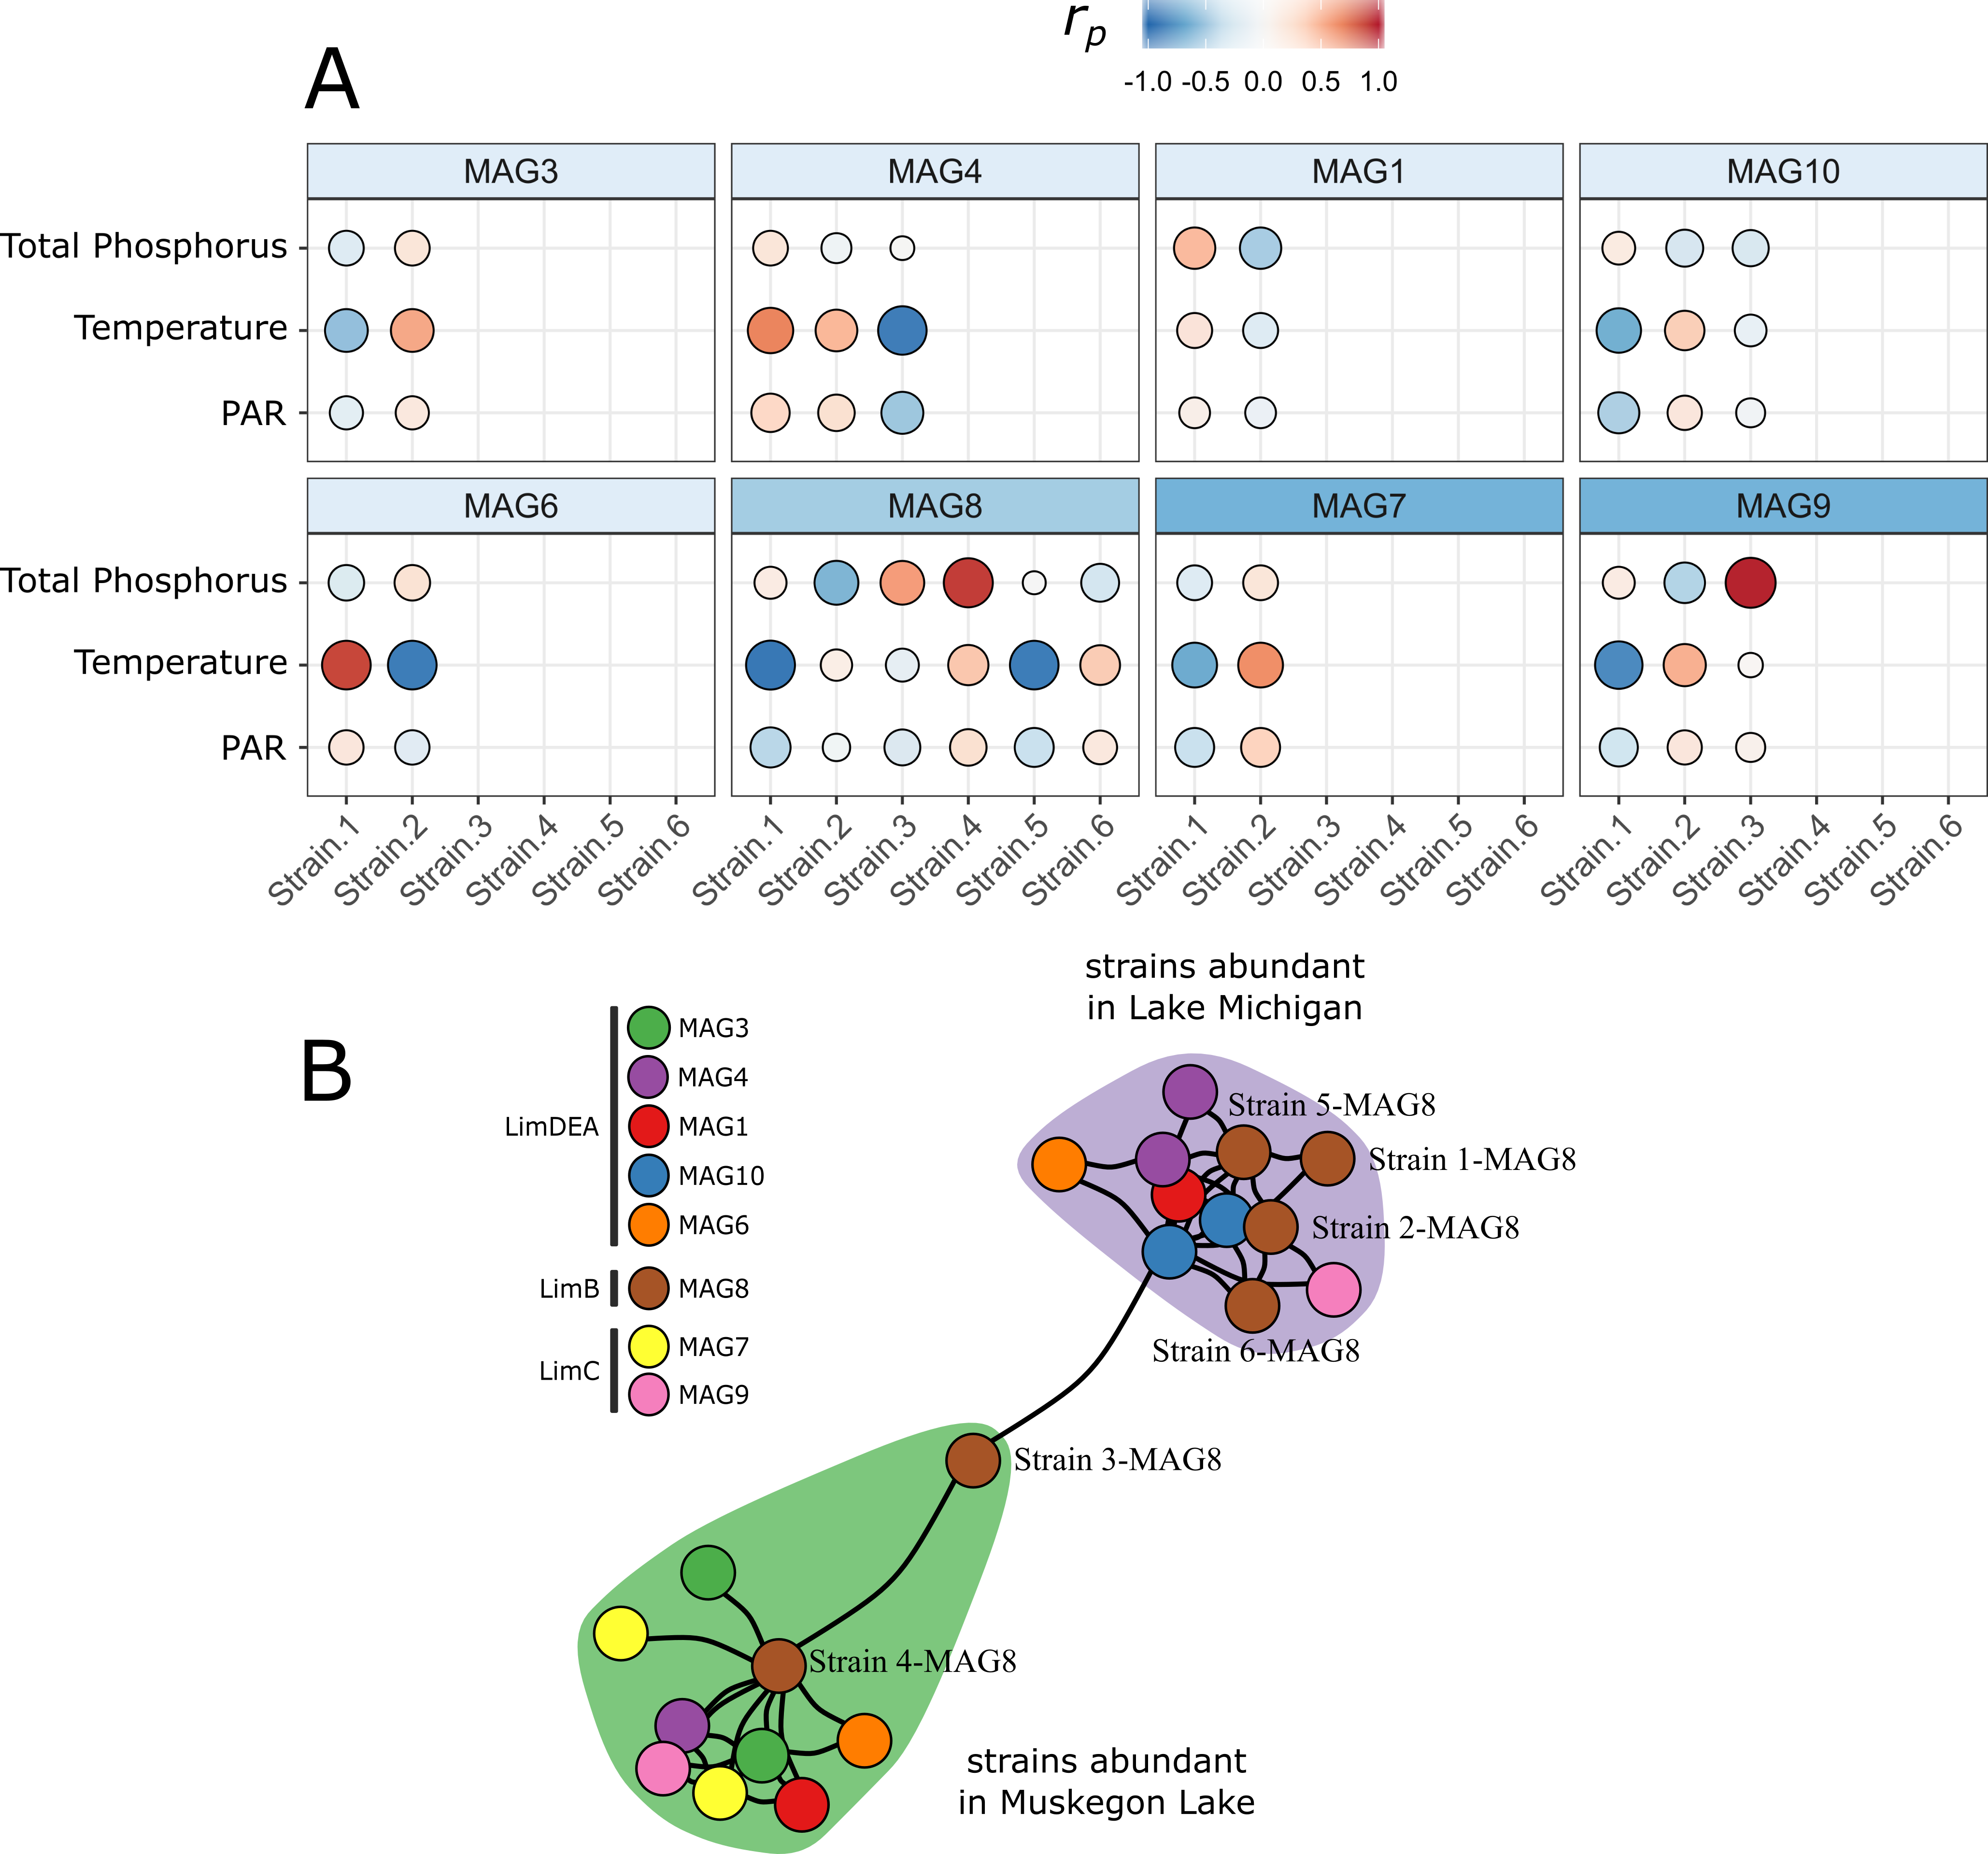 r p
-1.0 -0.5 0.0 0.5 1.0
A
MAG3 MAG4 MAG1 MAG10
Total Phosphorus
Temperature
PAR
MAG6 MAG8 MAG7 MAG9
Total Phosphorus
Temperature
PAR
Strain.1 Strain.2 Strain.3 Strain.4 Strain.5 Strain.6 Strain.1 Strain.2 Strain.3 Strain.4 Strain.5 Strain.6 Strain.1 Strain.2 Strain.3 Strain.4 Strain.5 Strain.6 Strain.1 Strain.2 Strain.3 Strain.4 Strain.5 Strain.6
B
LimDEA
MAG3
MAG4
MAG1
MAG10
MAG6
LimB
MAG8
LimC
MAG7
MAG9
strains abundant
in Lake Michigan
Strain 5-MAG8
Strain 1-MAG8
Strain 2-MAG8
Strain 6-MAG8
Strain 3-MAG8
Strain 4-MAG8
strains abundant
in Muskegon Lake